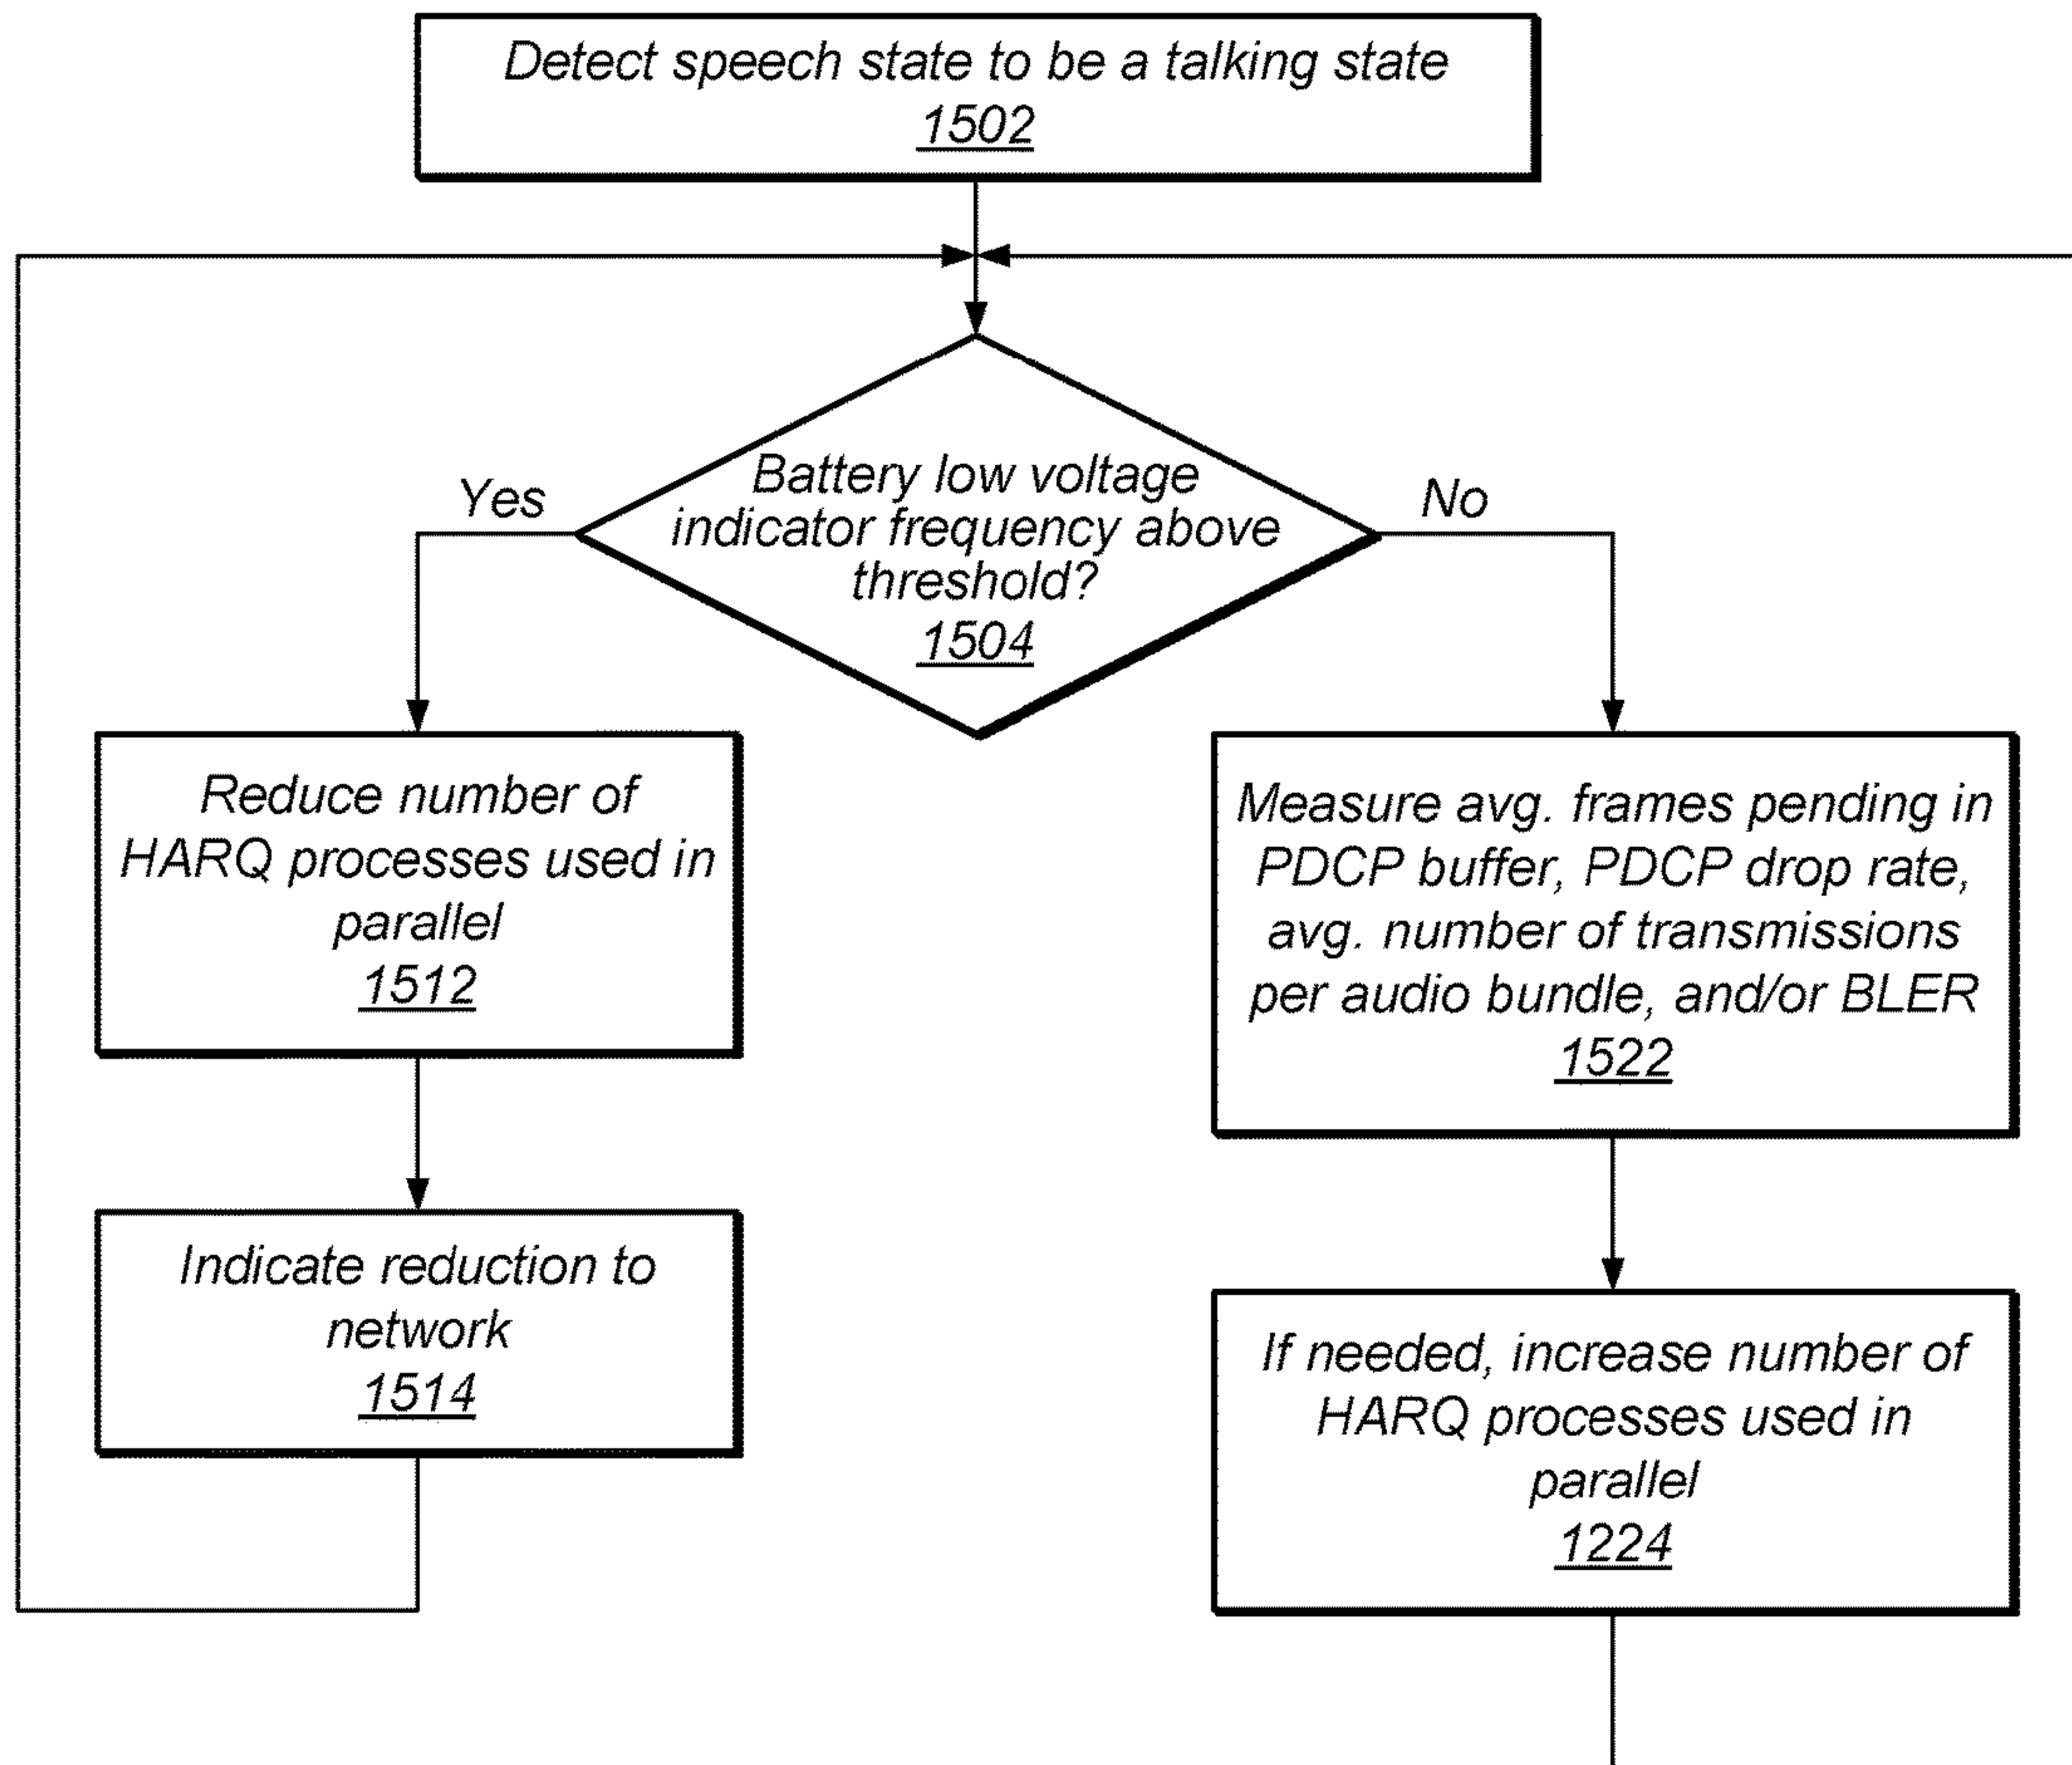 Detect speech state to be a talking state
1502
Battery low voltage
indicator frequency above
threshold?
1504
Yes
No
Reduce number of
HARQ processes used in
parallel
1512
Measure avg. frames pending in
PDCP buffer, PDCP drop rate,
avg. number of transmissions
per audio bundle, and/or BLER
1522
Indicate reduction to
network
1514
If needed, increase number of
HARQ processes used in
parallel
1224